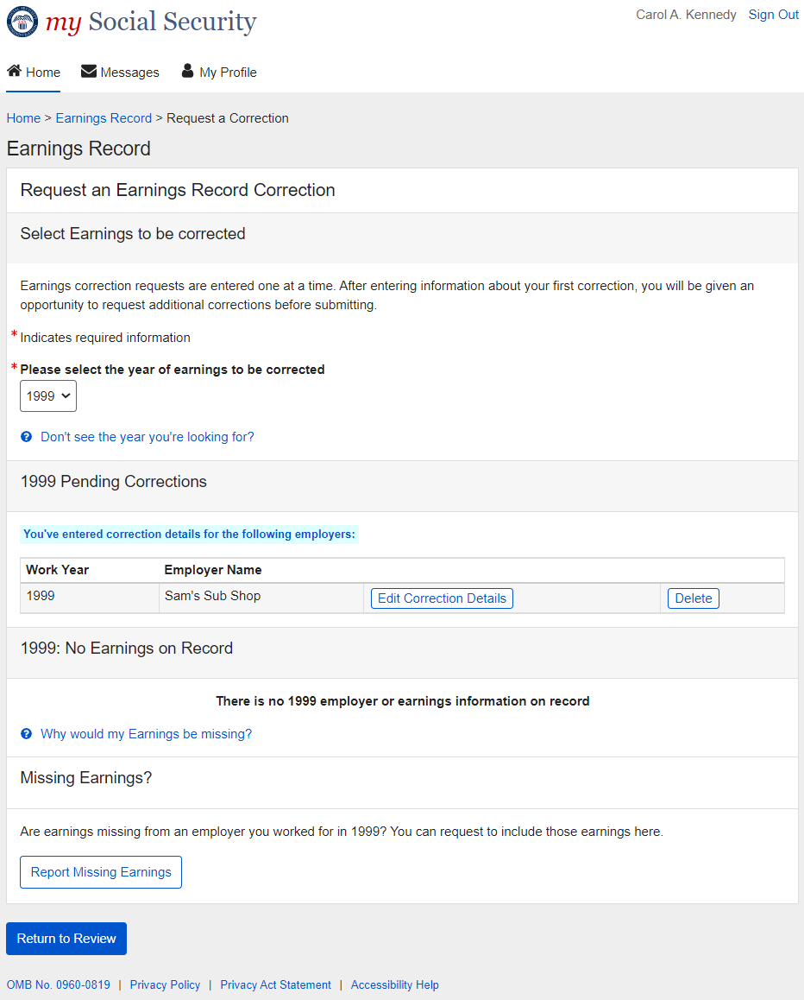 my Social Security
Carol A. Kennedy Sign Out
Home Messages My Profile
Home > Earnings Record > Request a Correction
Earnings Record
Request an Earnings Record Correction
Select Earnings to be corrected
Earnings correction requests are entered one at a time. After entering information about your first correction, you will be given an
opportunity to request additional corrections before submitting.
* Indicates required information
* Please select the year of earnings to be corrected
1999
Don't see the year you're looking for?
1999 Pending Corrections
You've entered correction details for the following employers:
Work Year Employer Name
1999 Sam's Sub Shop Edit Correction Details Delete
1999: No Earnings on Record
There is no 1999 employer or earnings information on record
Why would my Earnings be missing?
Missing Earnings?
Are earnings missing from an employer you worked for in 1999? You can request to include those earnings here.
Report Missing Earnings
Return to Review
OMB No. 0960-0819 | Privacy Policy | Privacy Act Statement | Accessibility Help